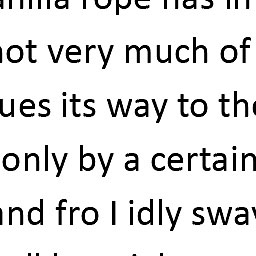 anilla rope has in
not very much of
ues its way to the
only by a certain
and fro I idly sway